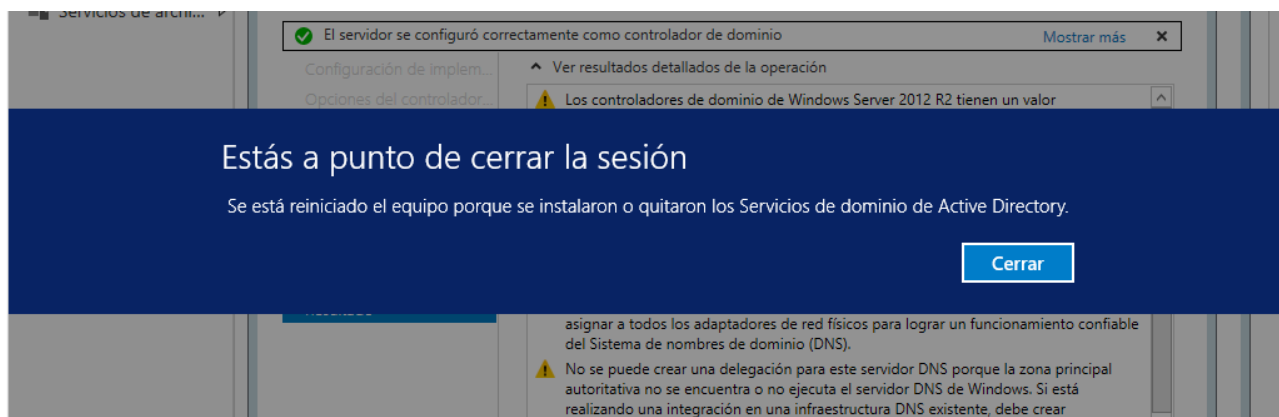 Servicios de archi...
El servidor se configuró correctamente como controlador de dominio
Mostrar más
Configuración de implem...
Ver resultados detallados de la operación
Opciones del controlador...
Los controladores de dominio de Windows Server 2012 R2 tienen un valor
Estás a punto de cerrar la sesión
Se está reiniciado el equipo porque se instalaron o quitaron los Servicios de dominio de Active Directory.
Cerrar
Resultado
asignar a todos los adaptadores de red físicos para lograr un funcionamiento confiable
del Sistema de nombres de dominio (DNS).
No se puede crear una delegación para este servidor DNS porque la zona principal
autoritativa no se encuentra o no ejecuta el servidor DNS de Windows. Si está
realizando una integración en una infraestructura DNS existente, debe crear